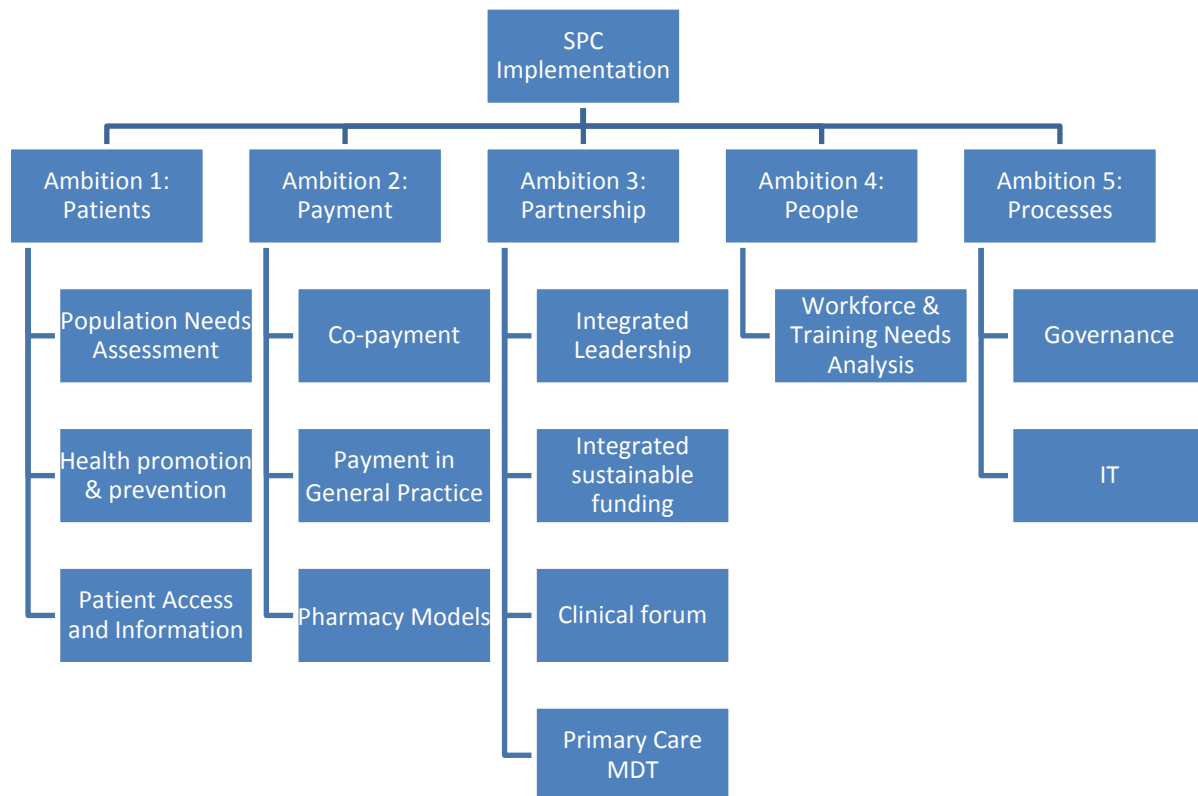 SPC
Implementation
Ambition 1:
Patients
Ambition 2:
Payment
Ambition 3:
Partnership
Ambition 4:
People
Ambition 5:
Processes
Population Needs
Assessment
Health promotion
& prevention
Patient Access
and Information
Co-payment
Payment in
General Practice
Pharmacy Models
Integrated
Leadership
Integrated
sustainable
funding
Clinical forum
Primary Care
MDT
Workforce &
Training Needs
Analysis
Governance
IT